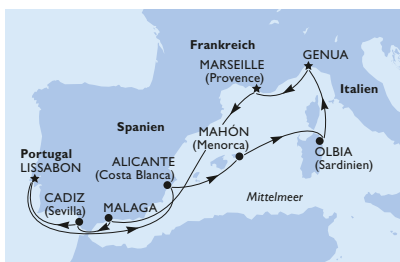 Frankreich
GENUA
MARSEILLE
(Provence)
Italien
Spanien
MAHÓN
(Menorca)
Portugal
LISSABON
ALICANTE
(Costa Blanca)
OLBIA
(Sardinien)
CADIZ
(Sevilla)
MALAGA
Mittelmeer